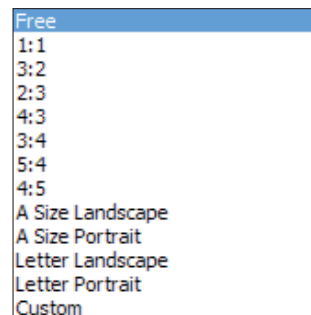 Free
1:1
3:2
2:3
4:3
3:4
5:4
4:5
A Size Landscape
A Size Portrait
Letter Landscape
Letter Portrait
Custom